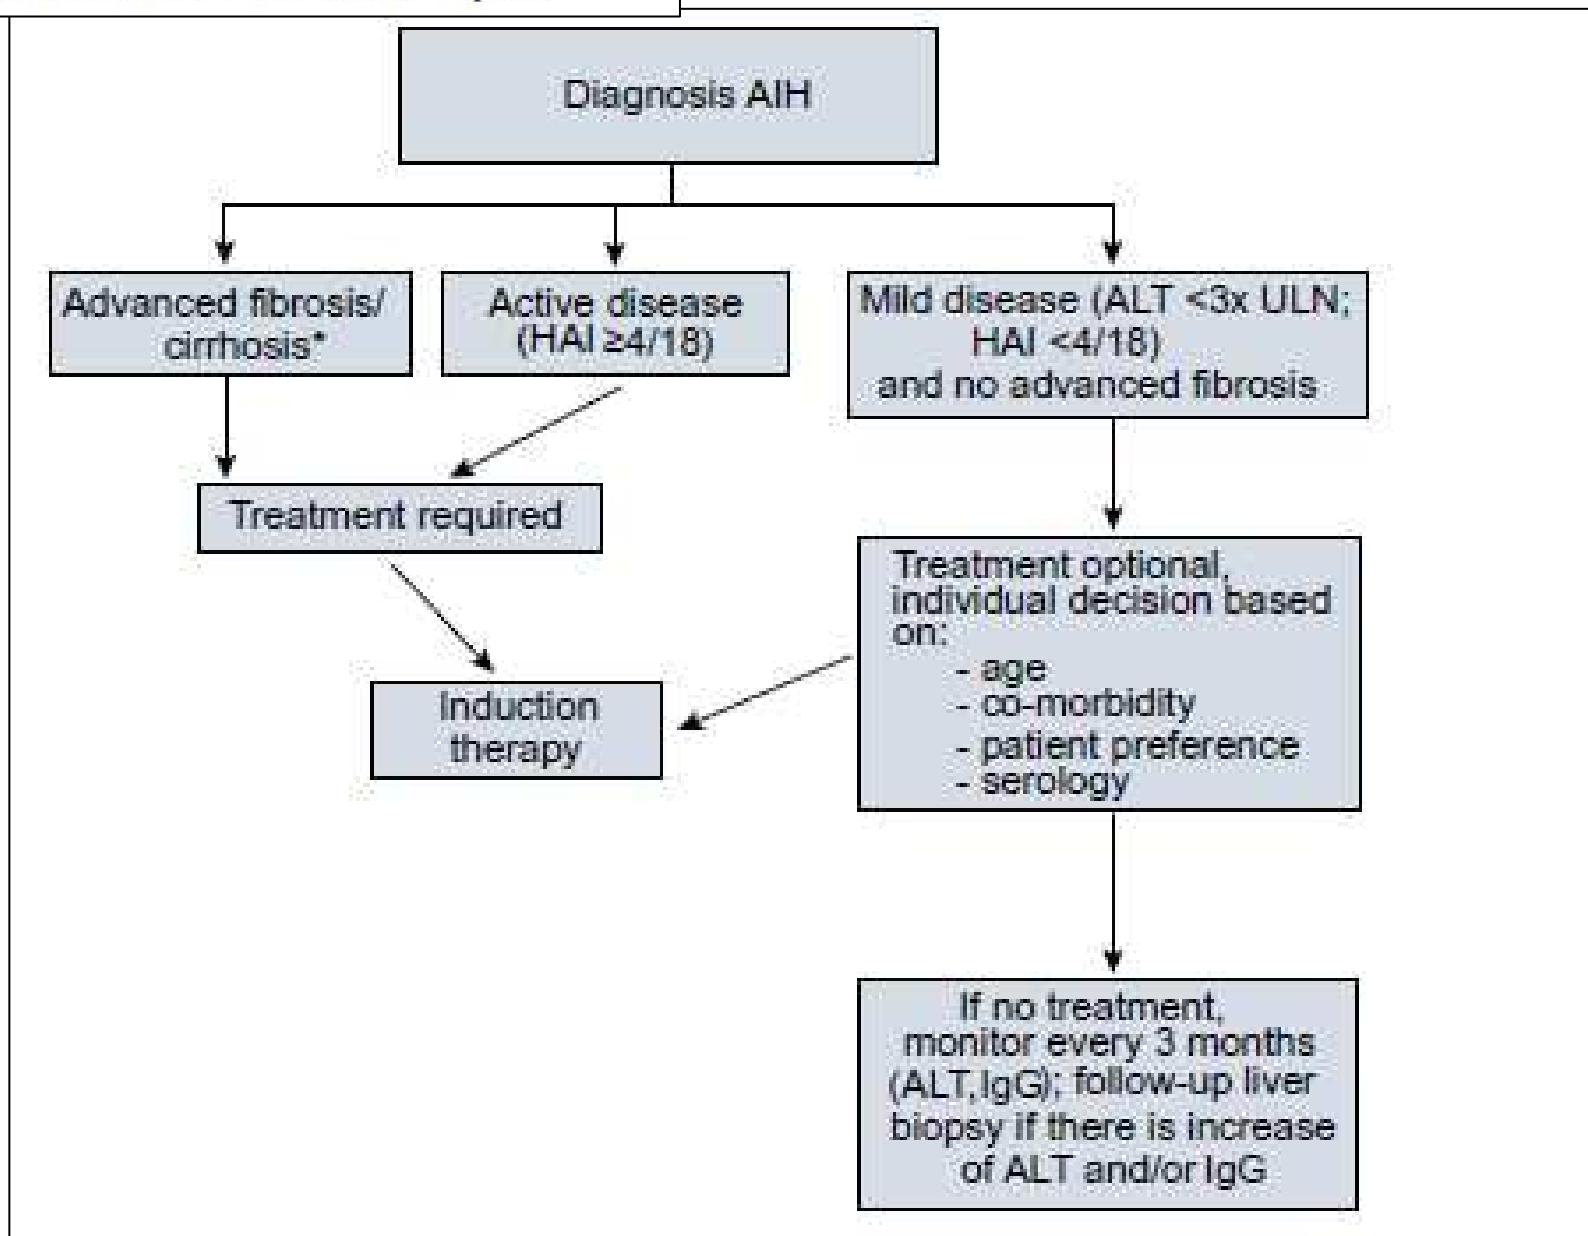 Diagnosis AIH
Advanced fibrosis/
cirrhosis*
Active disease
(HAI ≥4/18)
Mild disease (ALT <3x ULN;
HAI <4/18)
and no advanced fibrosis
Treatment required
Treatment optional,
individual decision based
on:
- age
- co-morbidity
- patient preference
- serology
Induction
therapy
If no treatment,
monitor every 3 months
(ALT,IgG); follow-up liver
biopsy if there is increase
of ALT and/or IgG